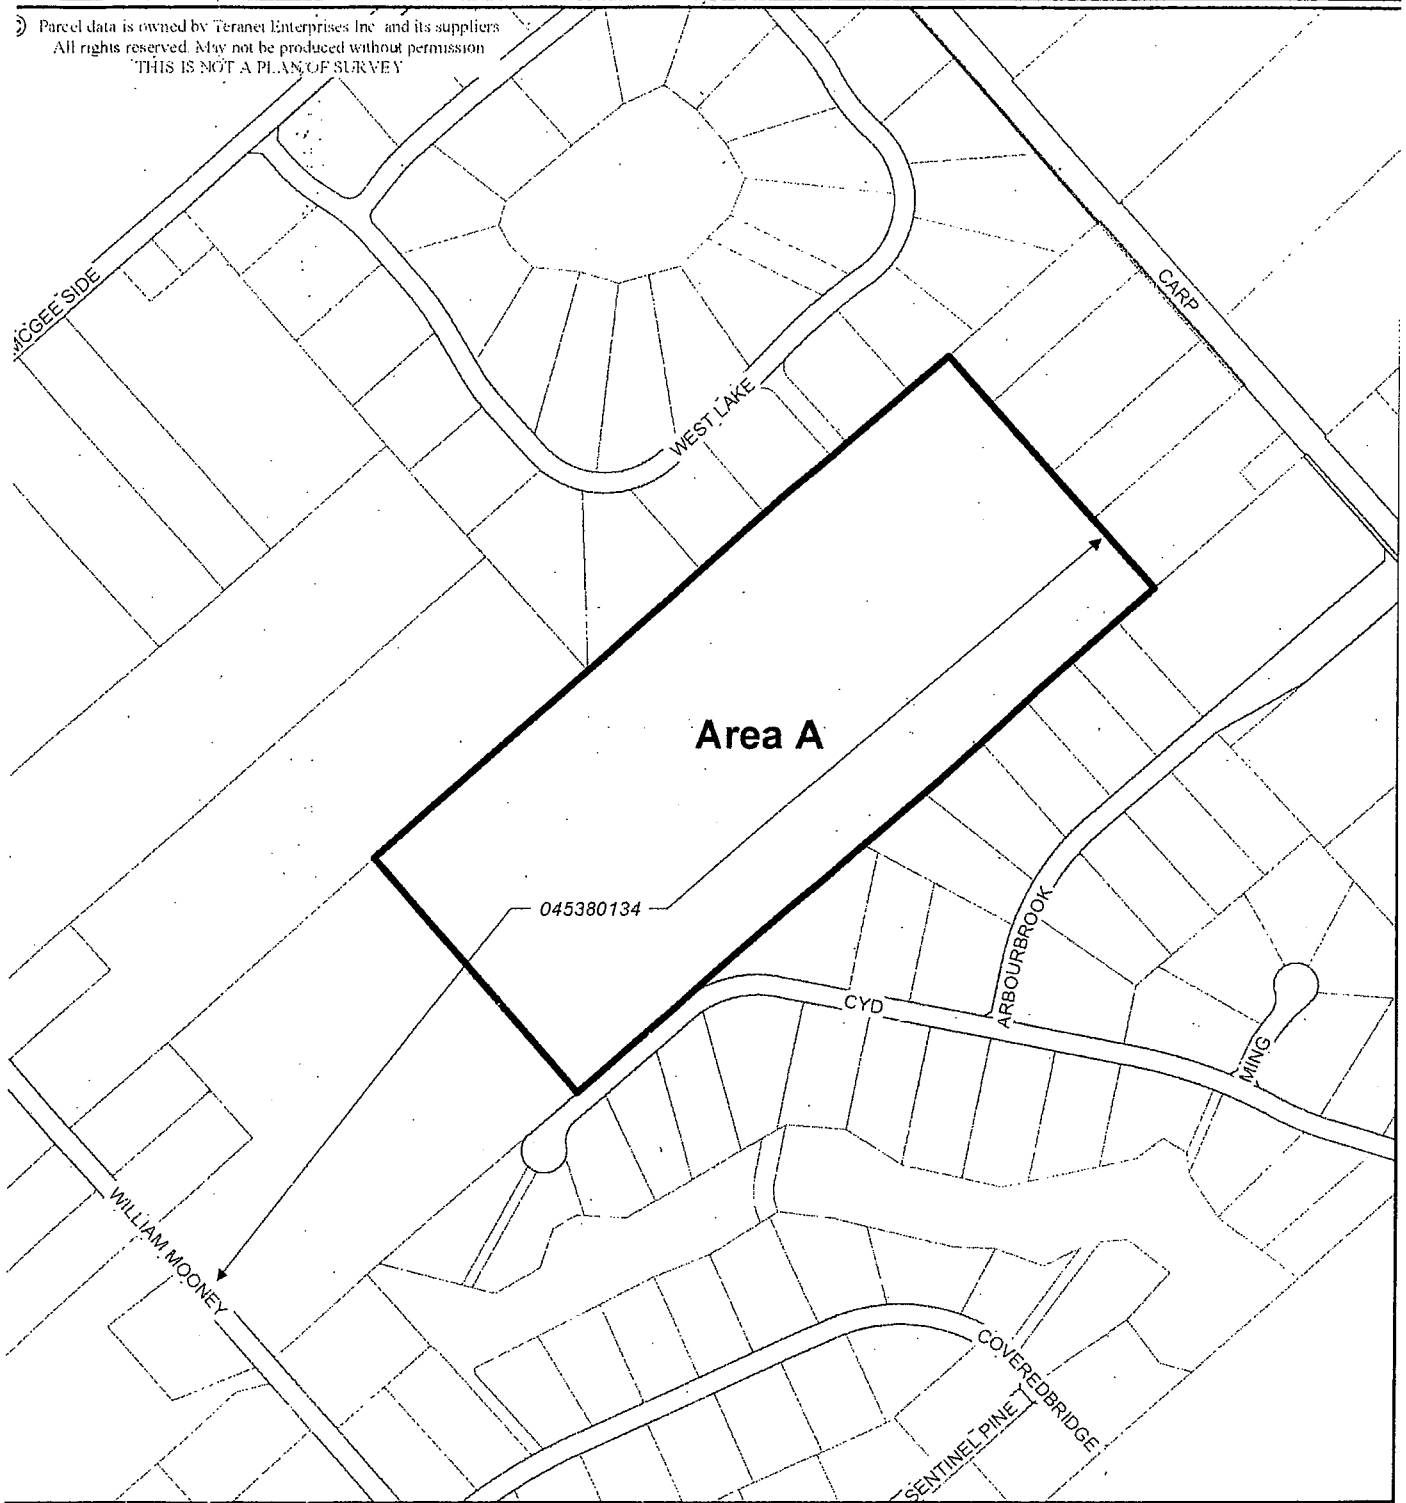 © Parcel data is owned by Teranet Enterprises Inc and its suppliers
All rights reserved. May not be produced without permission
THIS IS NOT A PLAN OF SURVEY
MCGEE SIDE
CARP
WEST LAKE
Area A
045380134
CYD
ARBOURBROOK
MING
WILLIAM MOONEY
COVEREDBRIDGE
SENTINEL PINE